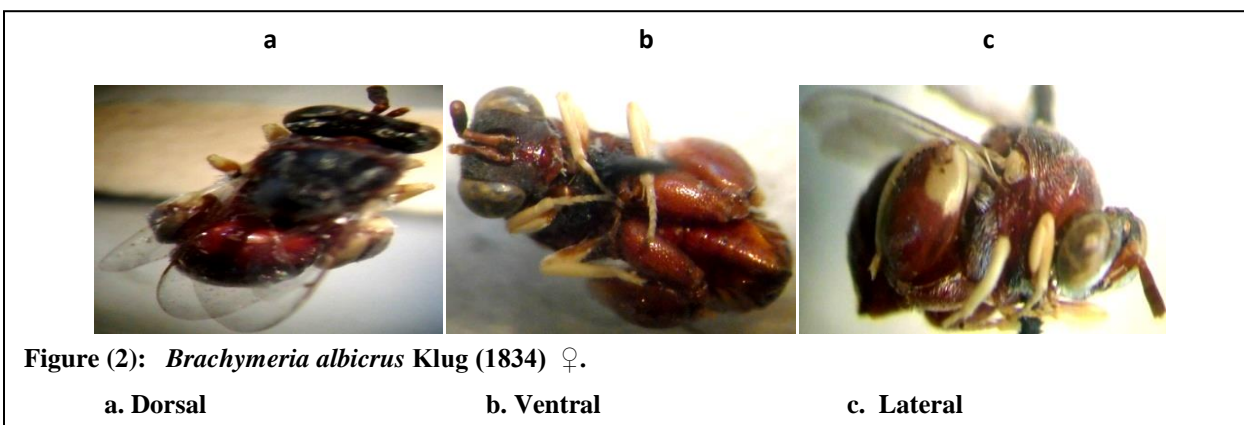 a b c
Figure (2): Brachymeria albicrus Klug (1834) ♀.
a. Dorsal b. Ventral c. Lateral